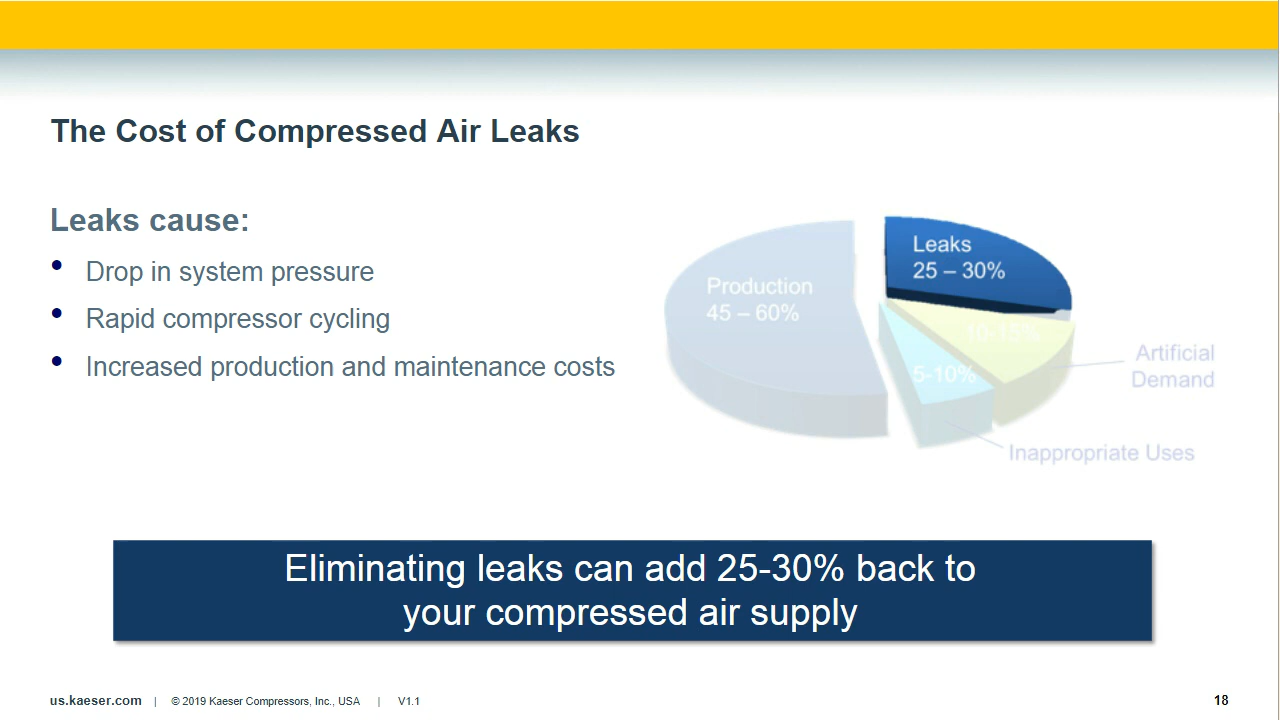 The Cost of Compressed Air Leaks
Leaks cause:
• Drop in system pressure
• Rapid compressor cycling
• Increased production and maintenance costs
Leaks
25 – 30%
Production
45 – 60%
10-15%
5-10%
Artificial
Demand
Inappropriate Uses
Eliminating leaks can add 25-30% back to
your compressed air supply
us.kaeser.com | © 2019 Kaeser Compressors, Inc., USA | V1.1
18